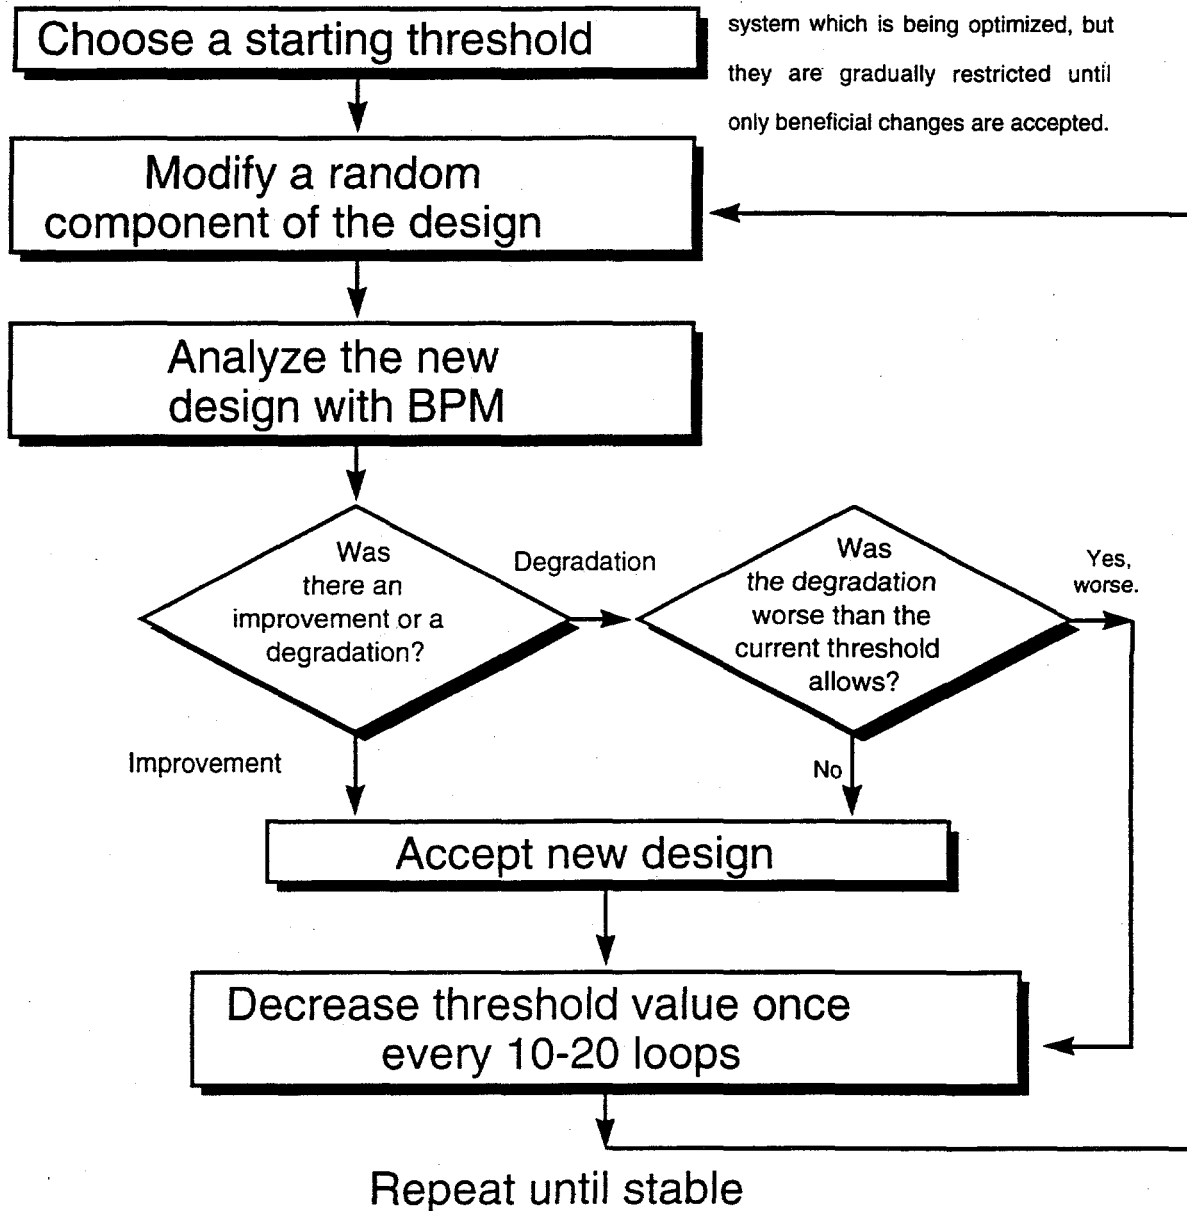 Choose a starting threshold
system which is being optimized, but
they are gradually restricted until
only beneficial changes are accepted.
Modify a random
component of the design
Analyze the new
design with BPM
Was
there an
improvement or a
degradation?
Degradation
Was
the degradation
worse than the
current threshold
allows?
Yes,
worse.
Improvement
No
Accept new design
Decrease threshold value once
every 10-20 loops
Repeat until stable